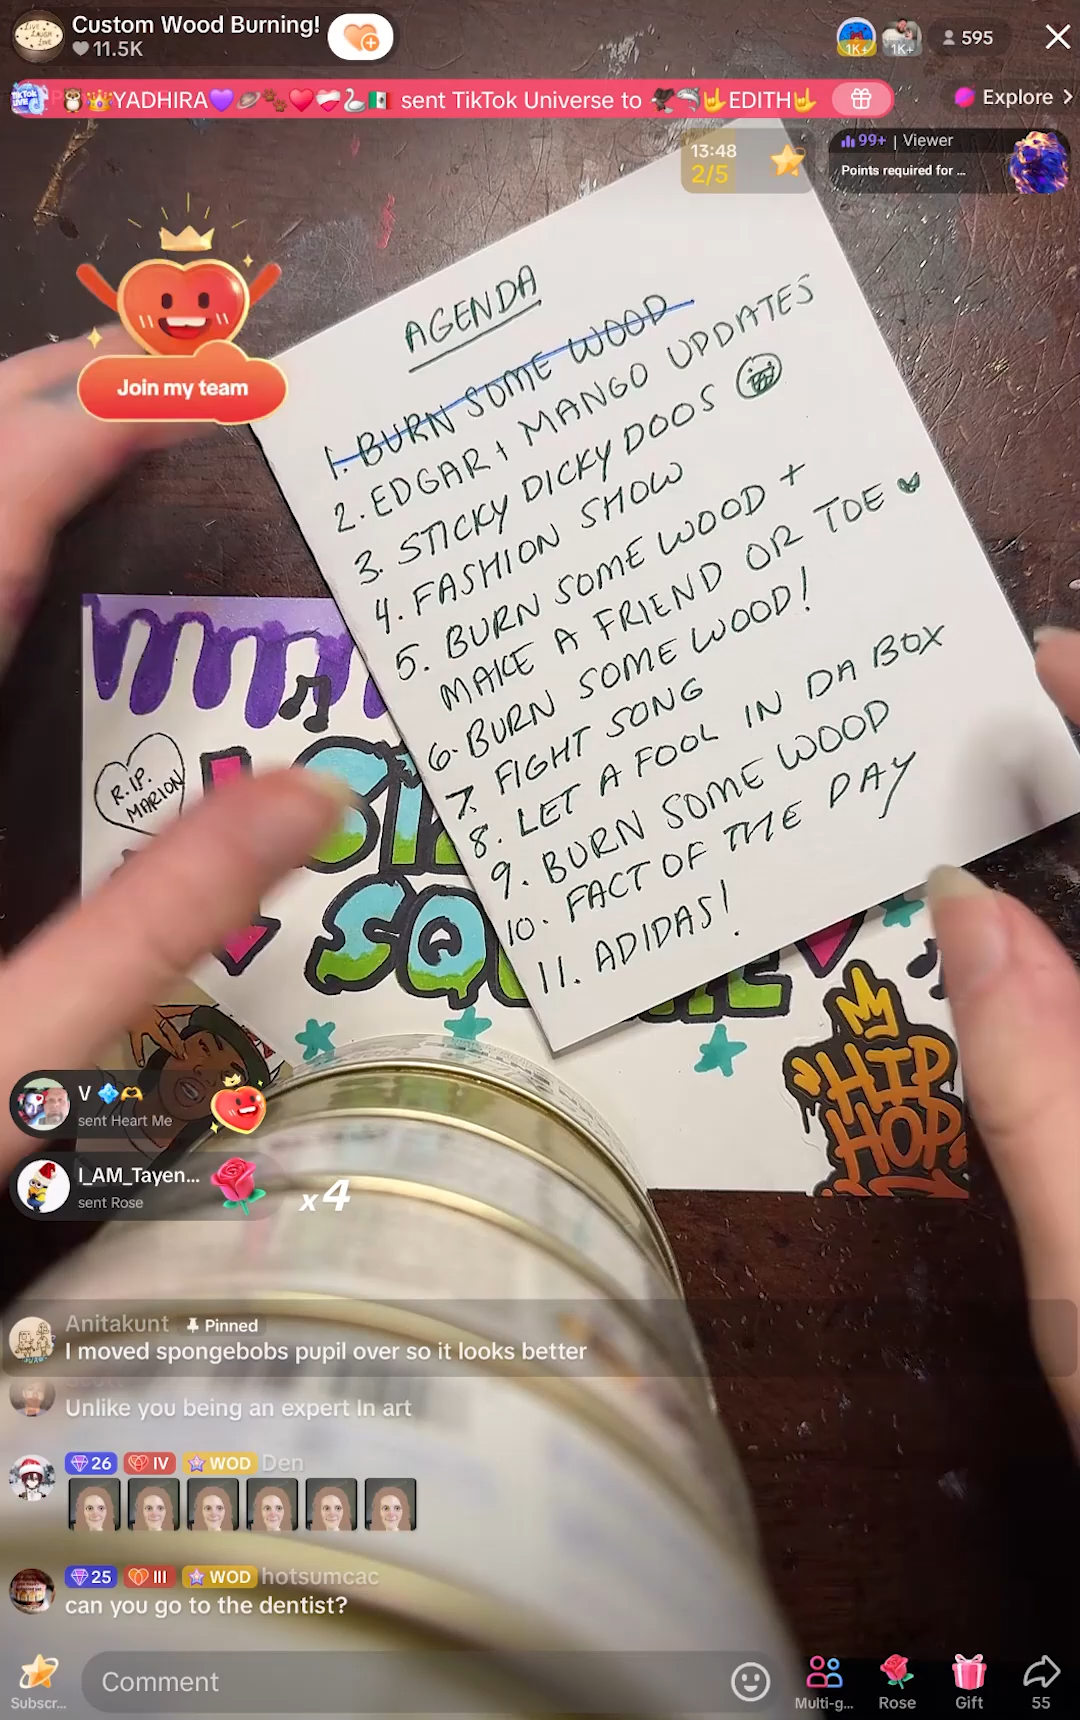 Custom Wood Burning!
11.5K
1K+
1K+
595
YADHIRA sent TikTok Universe to EDITH
Explore
13:48
2/5
99+ | Viewer
Points required for ...
Join my team
AGENDA
1. BURN SOME WOOD
2. EDGAR + MANGO UPDATES
3. STICKY DICKY DOOS
4. FASHION SHOW
5. BURN SOME WOOD +
MAKE A FRIEND OR TOE
6. BURN SOME WOOD!
7. FIGHT SONG
8. LET A FOOL IN DA BOX
9. BURN SOME WOOD
10. FACT OF THE DAY
11. ADIDAS!
R.I.P.
MARION
HIP
HOP
V
sent Heart Me
I_AM_Tayen...
sent Rose
x4
Anitakunt Pinned
I moved spongebobs pupil over so it looks better
Unlike you being an expert In art
26 IV WOD Den
25 III WOD hotsumcac
can you go to the dentist?
Subscr...
Comment
Multi-g...
Rose
Gift
55